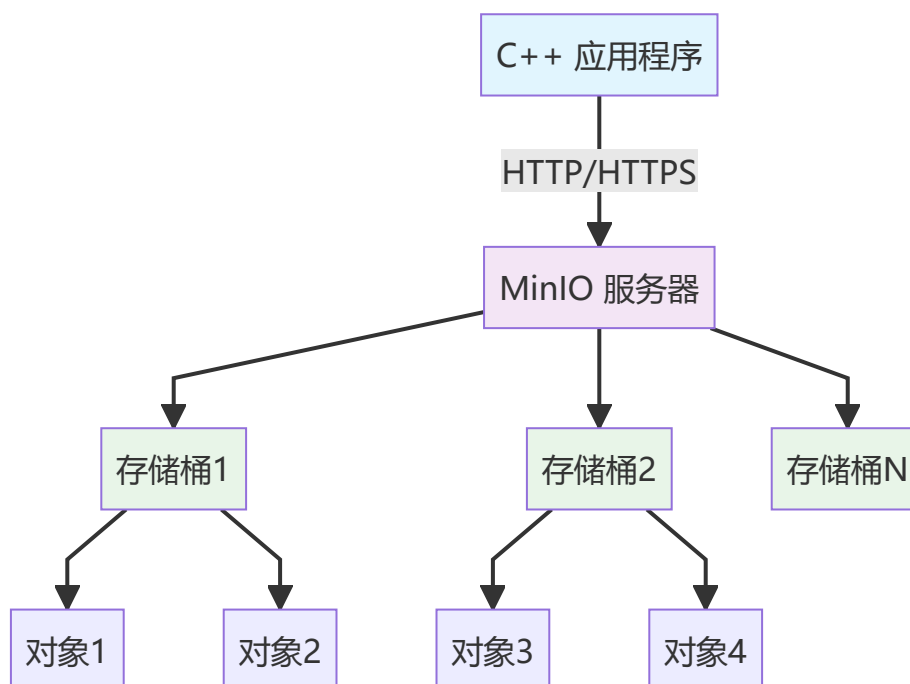 C++ 应用程序
HTTP/HTTPS
MinIO 服务器
存储桶1
存储桶2
存储桶N
对象1
对象2
对象3
对象4